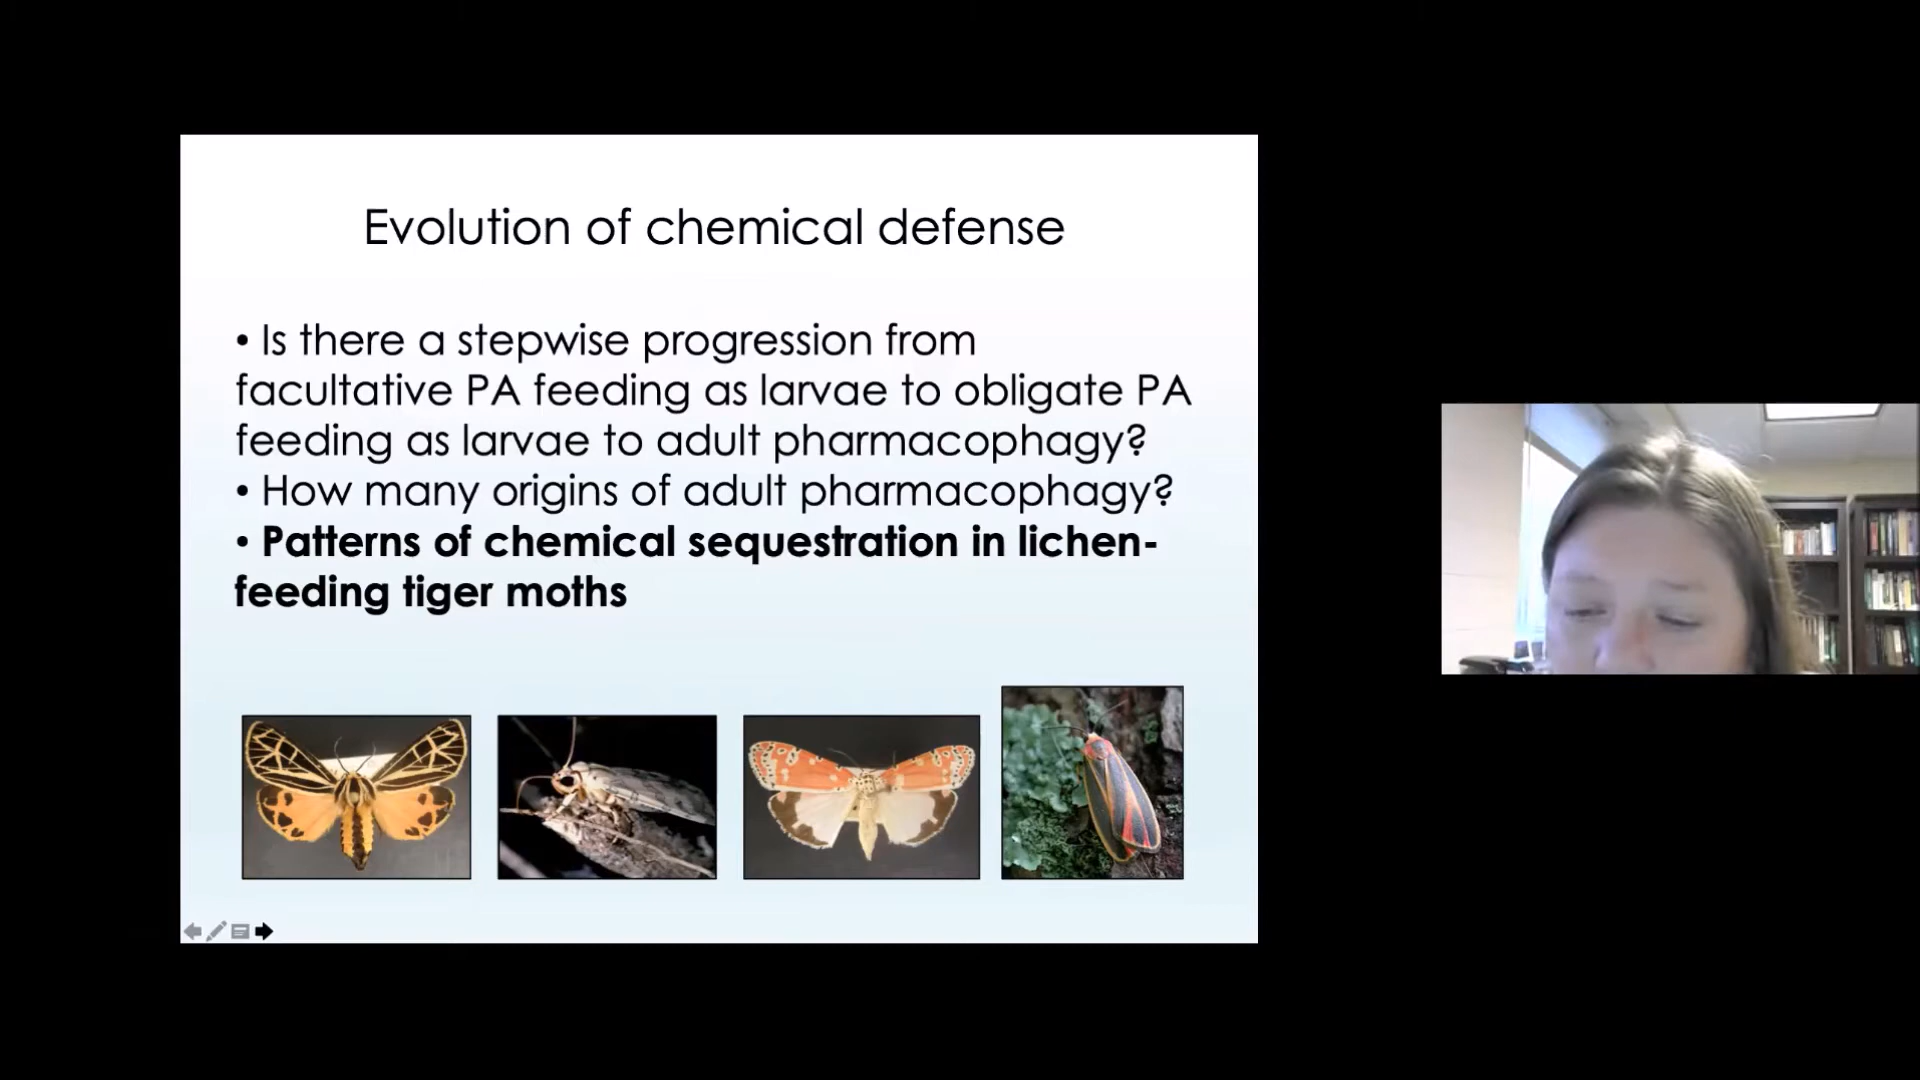 Evolution of chemical defense
• Is there a stepwise progression from
facultative PA feeding as larvae to obligate PA
feeding as larvae to adult pharmacophagy?
• How many origins of adult pharmacophagy?
• Patterns of chemical sequestration in lichen-
feeding tiger moths